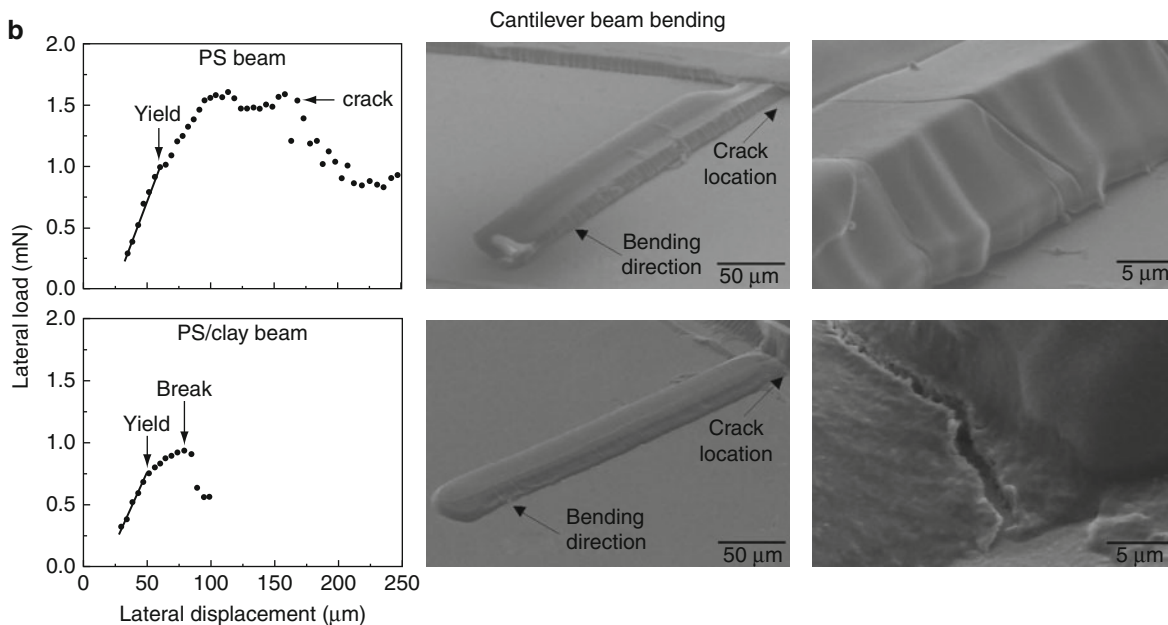 b
Cantilever beam bending
Lateral load (mN)
2.0
1.5
1.0
0.5
0.0
PS beam
Yield
crack
Crack
location
Bending
direction
50 μm
5 μm
2.0
1.5
1.0
0.5
0.0
PS/clay beam
Break
Yield
0
50
100
150
200
250
Lateral displacement (μm)
Crack
location
Bending
direction
50 μm
5 μm